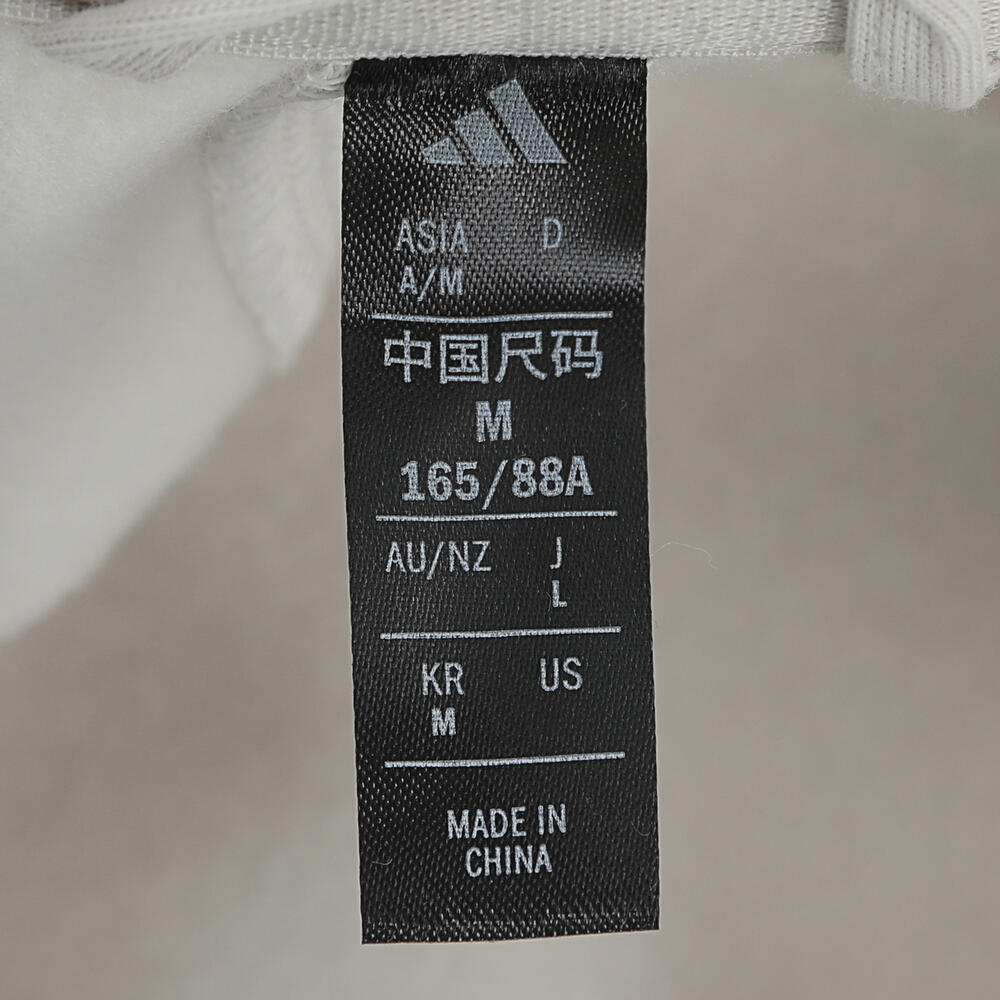 ASIA D
A/M
中国尺码
M
165/88A
AU/NZ J
L
KR US
M
MADE IN
CHINA